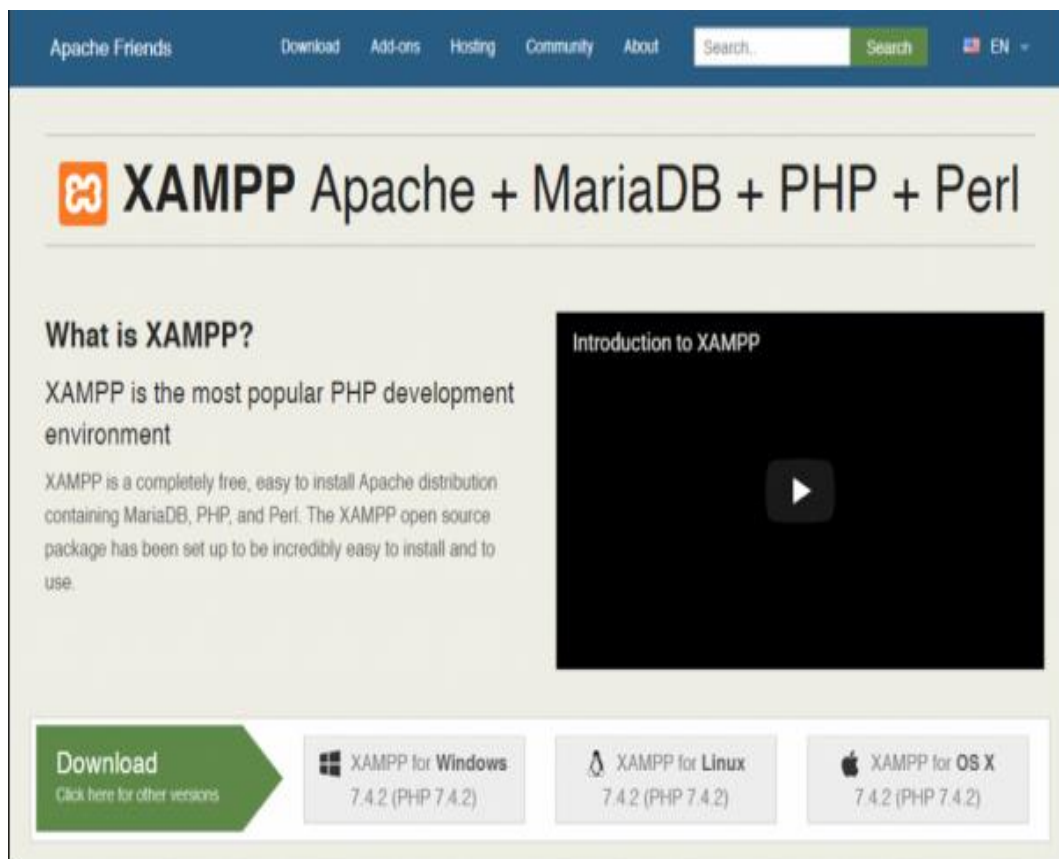 Apache Friends Download Add-ons Hosting Community About Search.. Search EN
XAMPP Apache + MariaDB + PHP + Perl
What is XAMPP?
XAMPP is the most popular PHP development
environment
XAMPP is a completely free, easy to install Apache distribution
containing MariaDB, PHP, and Perl. The XAMPP open source
package has been set up to be incredibly easy to install and to
use.
Introduction to XAMPP
Download
Click here for other versions
XAMPP for Windows
7.4.2 (PHP 7.4.2)
XAMPP for Linux
7.4.2 (PHP 7.4.2)
XAMPP for OS X
7.4.2 (PHP 7.4.2)